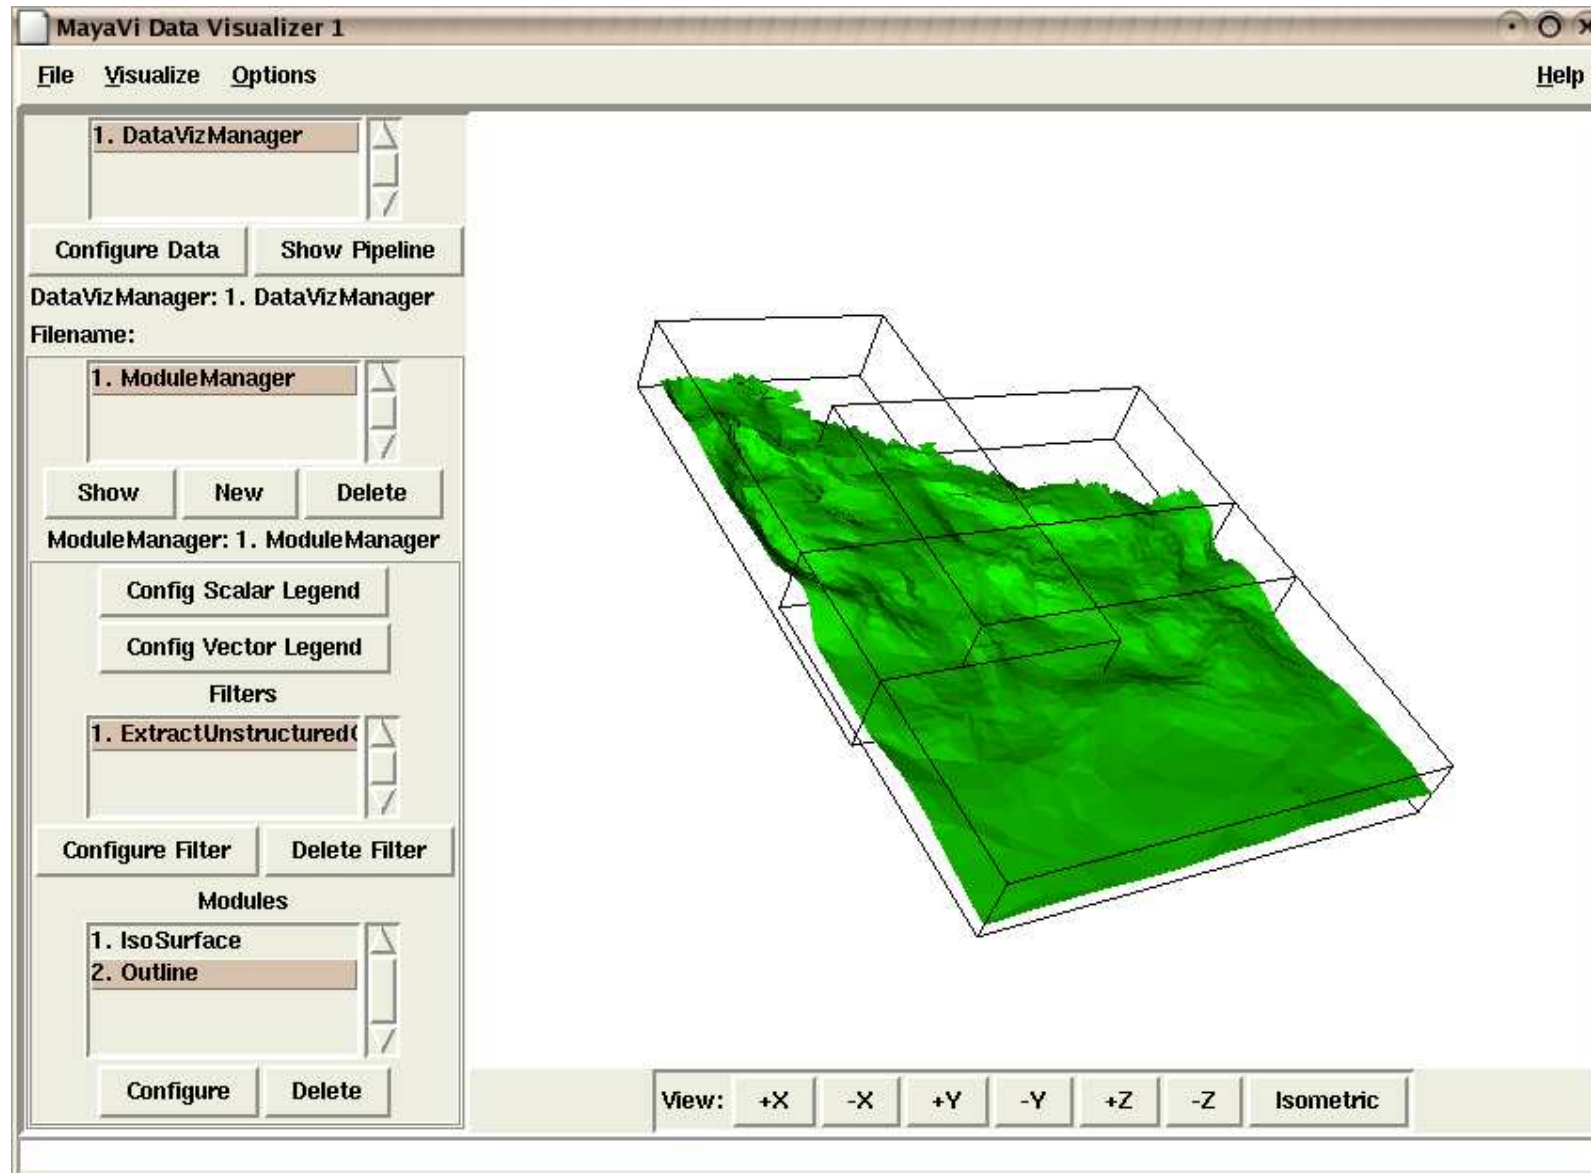 MayaVi Data Visualizer 1
File Visualize Options Help
1. DataVizManager
Configure Data Show Pipeline
DataVizManager: 1. DataVizManager
Filename:
1. ModuleManager
Show New Delete
ModuleManager: 1. ModuleManager
Config Scalar Legend
Config Vector Legend
Filters
1. ExtractUnstructured
Configure Filter Delete Filter
Modules
1. IsoSurface
2. Outline
Configure Delete
View: +X -X +Y -Y +Z -Z Isometric